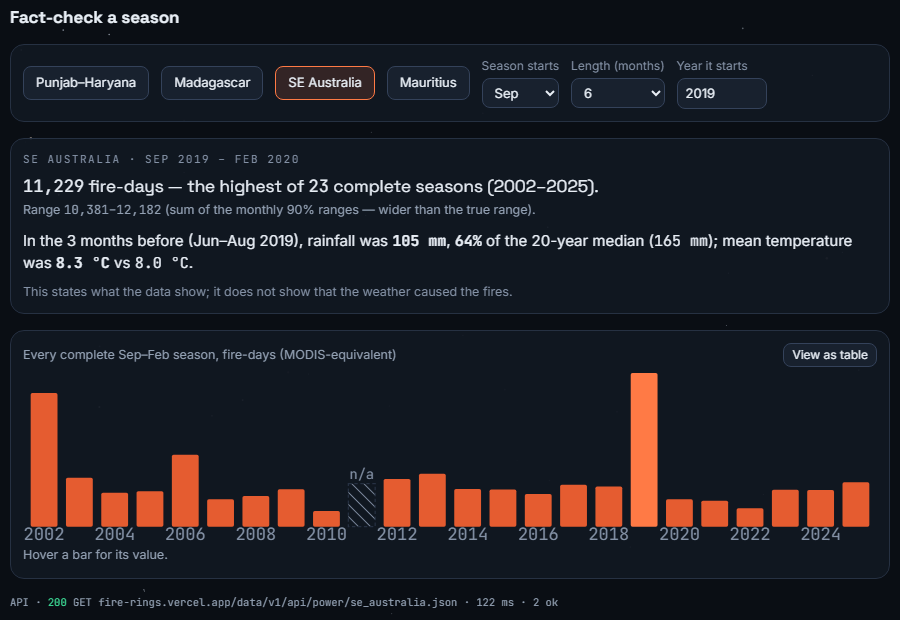 Fact-check a season
Punjab–Haryana
Madagascar
SE Australia
Mauritius
Season starts
Length (months)
Year it starts
Sep
6
2019
SE AUSTRALIA · SEP 2019 – FEB 2020
11,229 fire-days — the highest of 23 complete seasons (2002–2025).
Range 10,381–12,182 (sum of the monthly 90% ranges — wider than the true range).
In the 3 months before (Jun–Aug 2019), rainfall was 105 mm, 64% of the 20-year median (165 mm); mean temperature
was 8.3 °C vs 8.0 °C.
This states what the data show; it does not show that the weather caused the fires.
Every complete Sep–Feb season, fire-days (MODIS-equivalent)
View as table
n/a
2002 2004 2006 2008 2010 2012 2014 2016 2018 2020 2022 2024
Hover a bar for its value.
API · 200 GET fire-rings.vercel.app/data/v1/api/power/se_australia.json · 122 ms · 2 ok